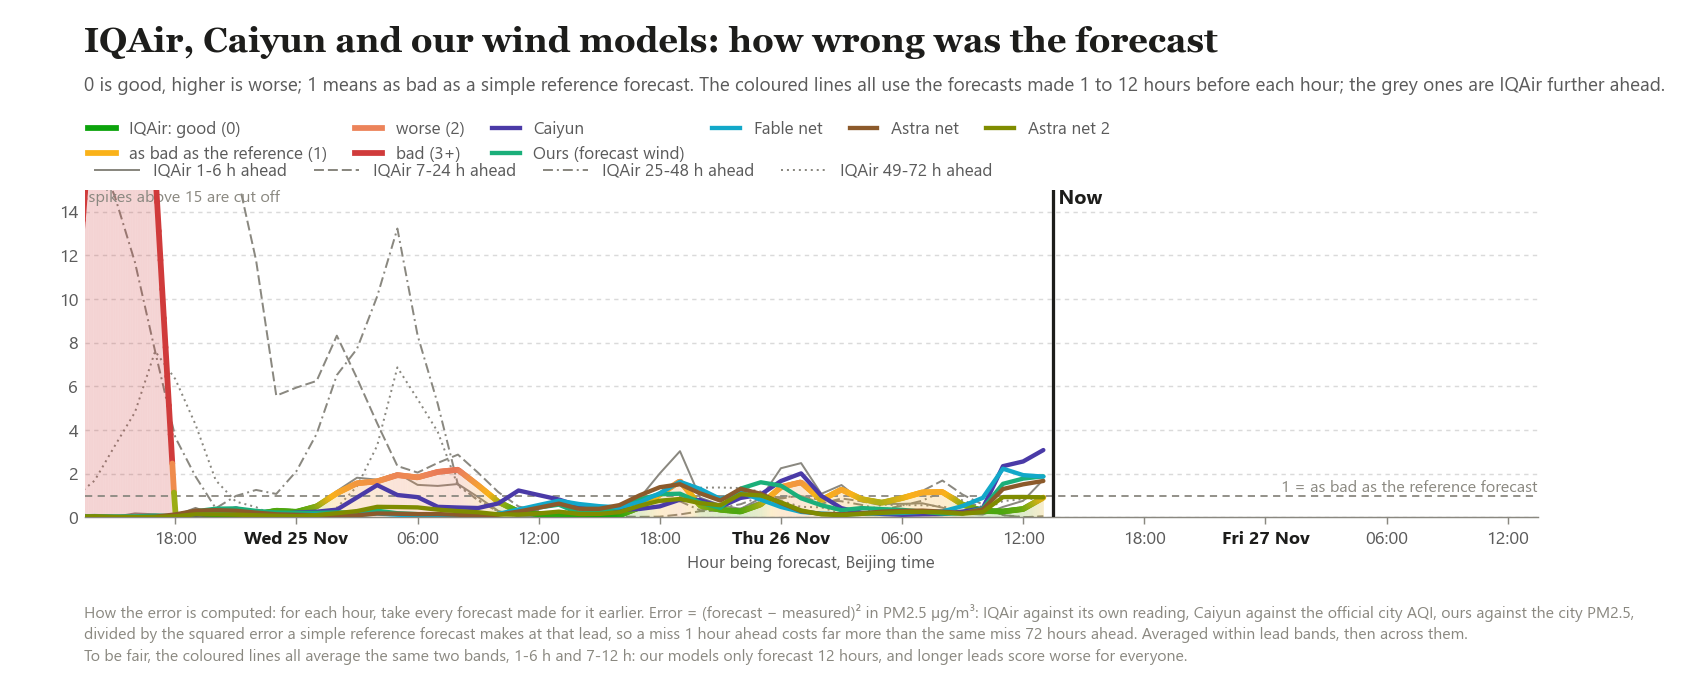 IQAir, Caiyun and our wind models: how wrong was the forecast
0 is good, higher is worse; 1 means as bad as a simple reference forecast. The coloured lines all use the forecasts made 1 to 12 hours before each hour; the grey ones are IQAir further ahead.
IQAir: good (0) worse (2) Caiyun Fable net Astra net Astra net 2
as bad as the reference (1) bad (3+) Ours (forecast wind)
IQAir 1-6 h ahead IQAir 7-24 h ahead IQAir 25-48 h ahead IQAir 49-72 h ahead
spikes above 15 are cut off
Now
14
12
10
8
6
4
2
1 = as bad as the reference forecast
0
18:00 Wed 25 Nov 06:00 12:00 18:00 Thu 26 Nov 06:00 12:00 18:00 Fri 27 Nov 06:00 12:00
Hour being forecast, Beijing time
How the error is computed: for each hour, take every forecast made for it earlier. Error = (forecast − measured)² in PM2.5 µg/m³: IQAir against its own reading, Caiyun against the official city AQI, ours against the city PM2.5,
divided by the squared error a simple reference forecast makes at that lead, so a miss 1 hour ahead costs far more than the same miss 72 hours ahead. Averaged within lead bands, then across them.
To be fair, the coloured lines all average the same two bands, 1-6 h and 7-12 h: our models only forecast 12 hours, and longer leads score worse for everyone.